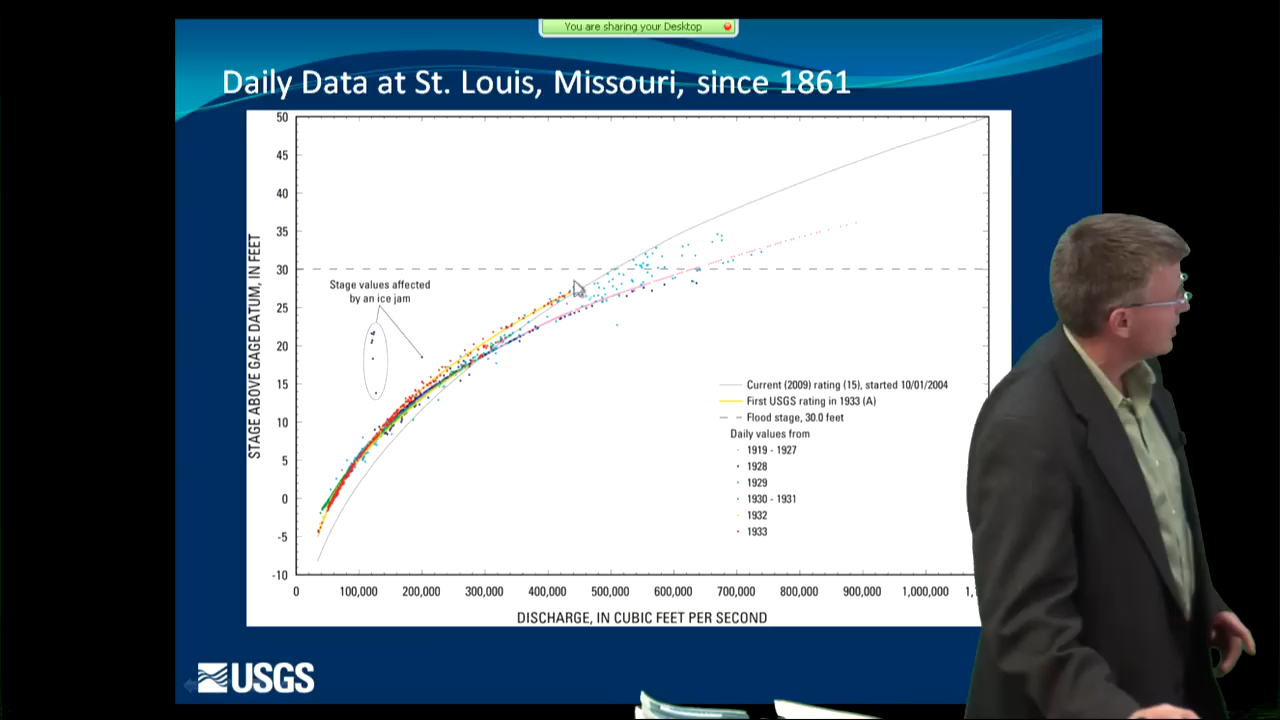 You are sharing your Desktop
Daily Data at St. Louis, Missouri, since 1861
50
45
40
35
30
25
20
15
10
5
0
-5
-10
STAGE ABOVE GAGE DATUM, IN FEET
Stage values affected
by an ice jam
Current (2009) rating (15), started 10/01/2004
First USGS rating in 1933 (A)
Flood stage, 30.0 feet
Daily values from
1919 - 1927
1928
1929
1930 - 1931
1932
1933
0 100,000 200,000 300,000 400,000 500,000 600,000 700,000 800,000 900,000 1,000,000 1,
DISCHARGE, IN CUBIC FEET PER SECOND
USGS